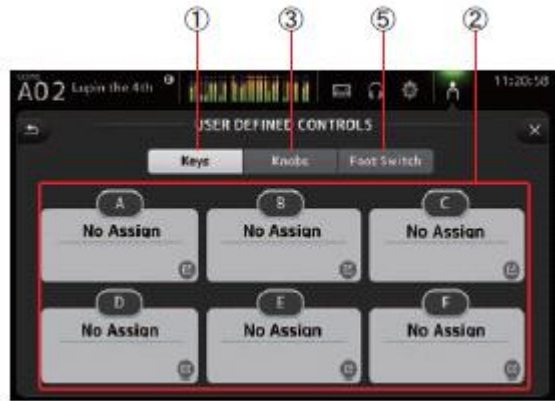 ① ③ ⑤ ②
SCENE
A02 Lupin the 4th 11:20:58
USER DEFINED CONTROLS
Keys Knobs Foot Switch
A B C
No Assign No Assign No Assign
D E F
No Assign No Assign No Assign